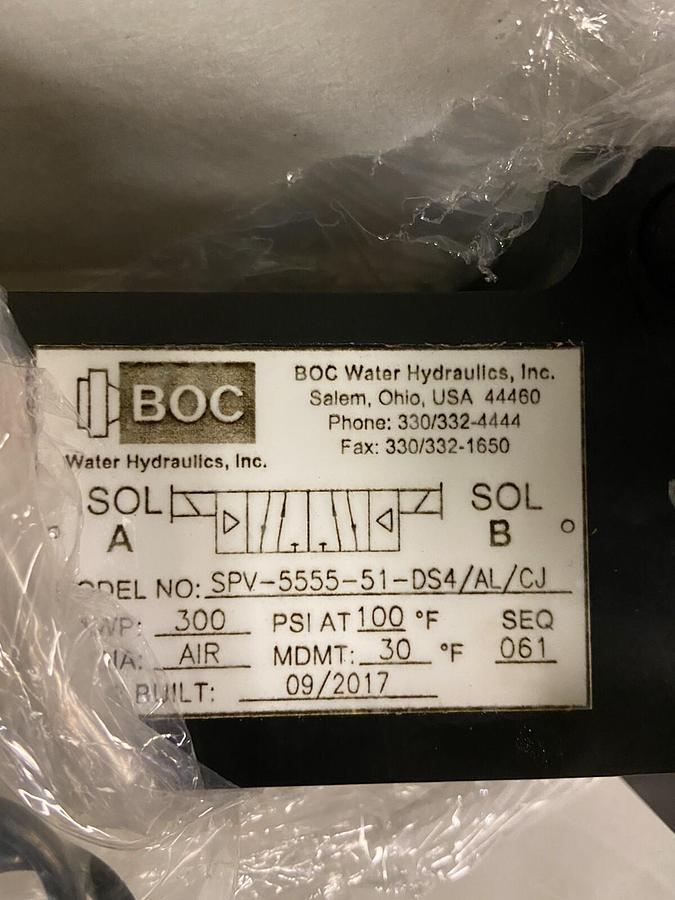 BOC
Water Hydraulics, Inc.
BOC Water Hydraulics, Inc.
Salem, Ohio, USA 44460
Phone: 330/332-4444
Fax: 330/332-1650
SOL A
SOL B
ODEL NO: SPV-5555-51-DS4/AL/CJ
WP: 300 PSI AT 100 °F SEQ
IA: AIR MDMT: 30 °F 061
BUILT: 09/2017